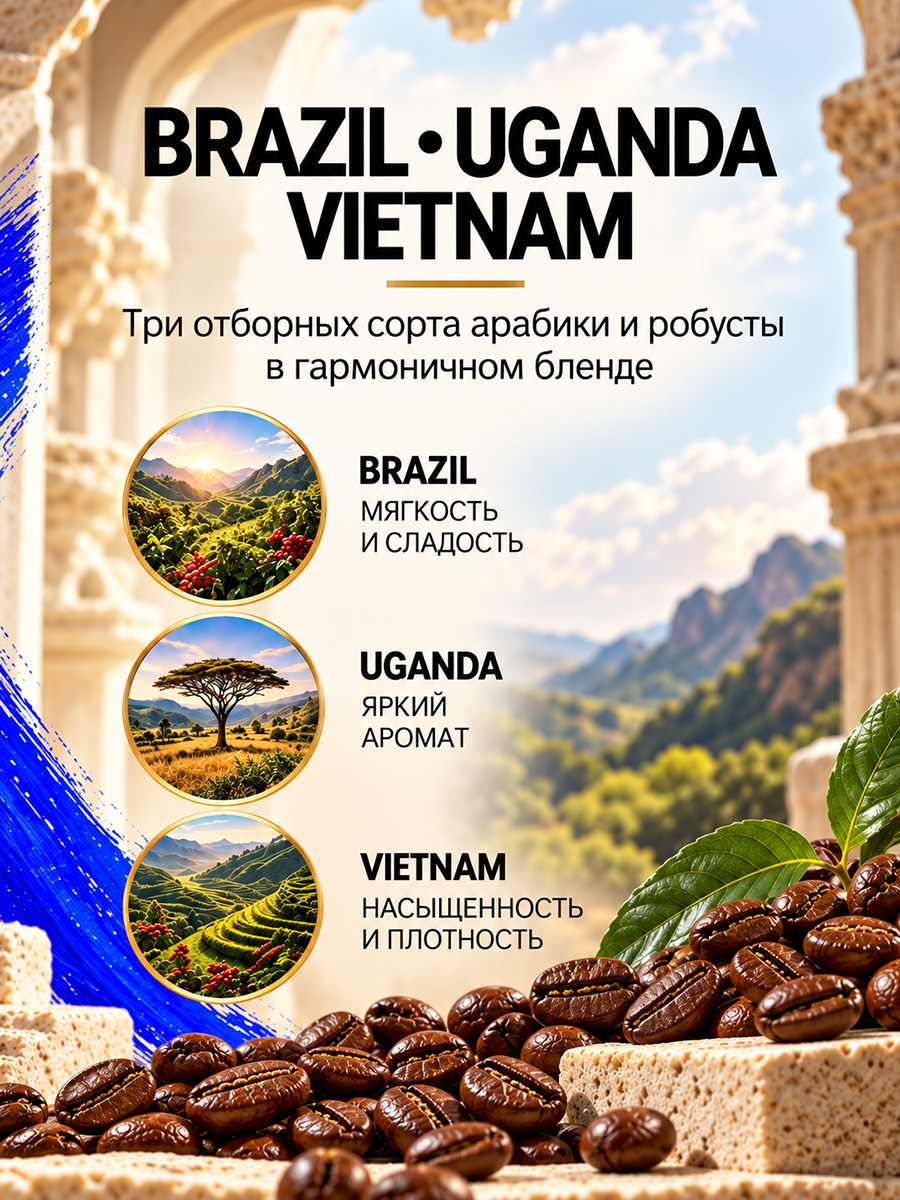 BRAZIL • UGANDA
VIETNAM
Три отборных сорта арабики и робусты
в гармоничном бленде
BRAZIL
МЯГКОСТЬ
И СЛАДОСТЬ
UGANDA
ЯРКИЙ
АРОМАТ
VIETNAM
НАСЫЩЕННОСТЬ
И ПЛОТНОСТЬ